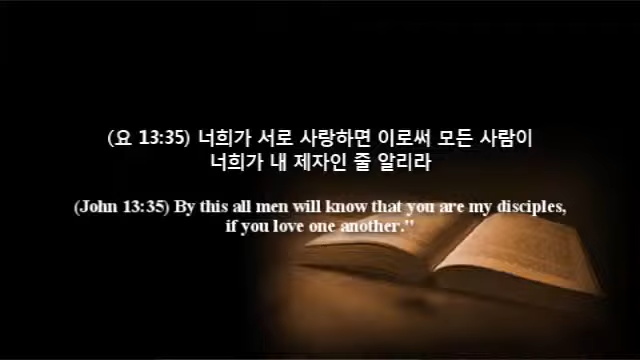 (요 13:35) 너희가 서로 사랑하면 이로써 모든 사람이
너희가 내 제자인 줄 알리라
(John 13:35) By this all men will know that you are my disciples,
if you love one another."